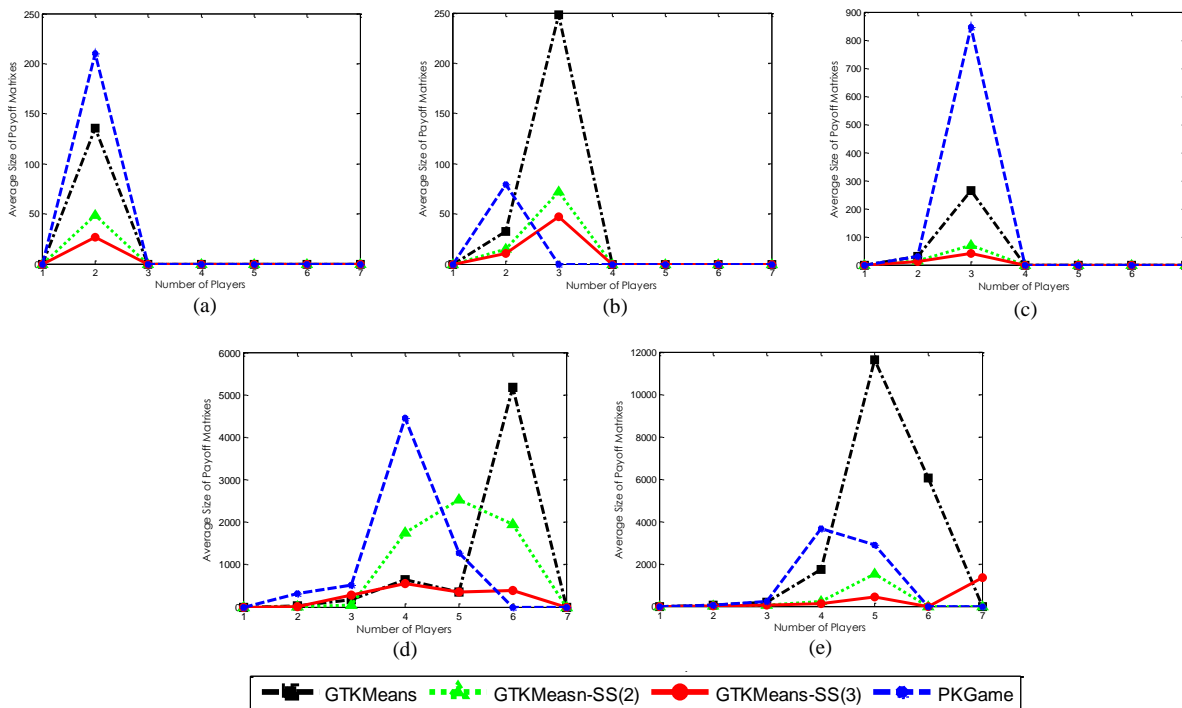 250
200
150
100
50
0
Average Size of Payoff Matrixes
1 2 3 4 5 6 7
Number of Players
(a)
250
200
150
100
50
0
Average Size of Payoff Matrixes
1 2 3 4 5 6 7
Number of Players
(b)
900
800
700
600
500
400
300
200
100
0
Average Size of Payoff Matrixes
1 2 3 4 5 6 7
Number of Players
(c)
6000
5000
4000
3000
2000
1000
0
Average Size of Payoff Matrixes
1 2 3 4 5 6 7
Number of Players
(d)
12000
10000
8000
6000
4000
2000
0
Average Size of Payoff Matrixes
1 2 3 4 5 6 7
Number of Players
(e)
GTKMeans GTKMeasn-SS(2) GTKMeans-SS(3) PKGame